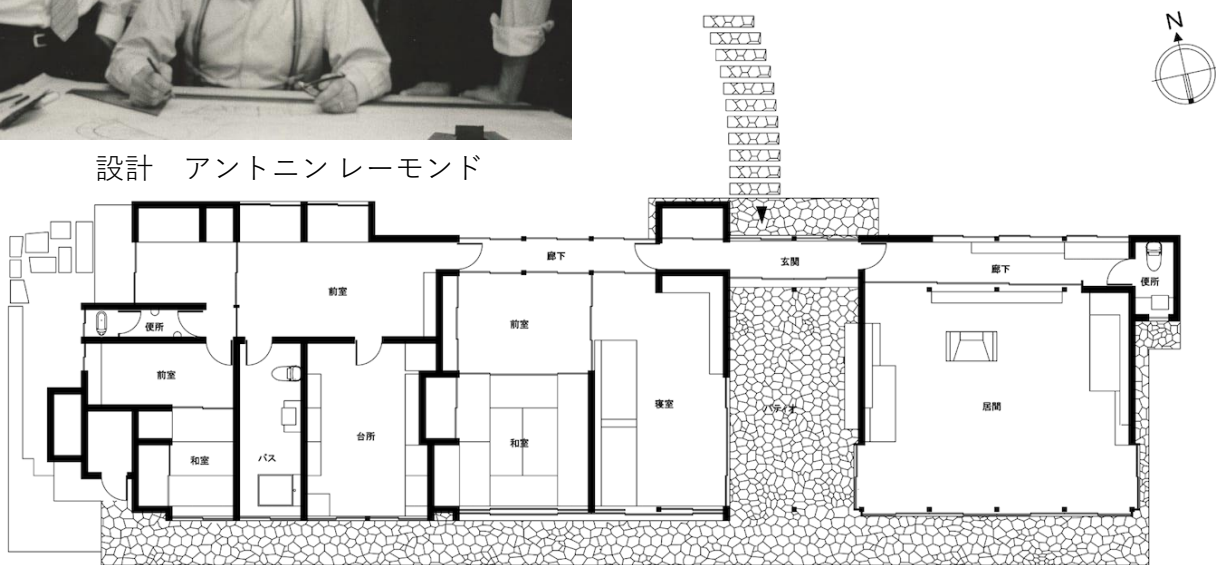 N
設計　アントニン レーモンド
廊下
玄関
廊下
便所
前室
便所
前室
前室
パティオ
居間
寝室
台所
和室
バス
和室